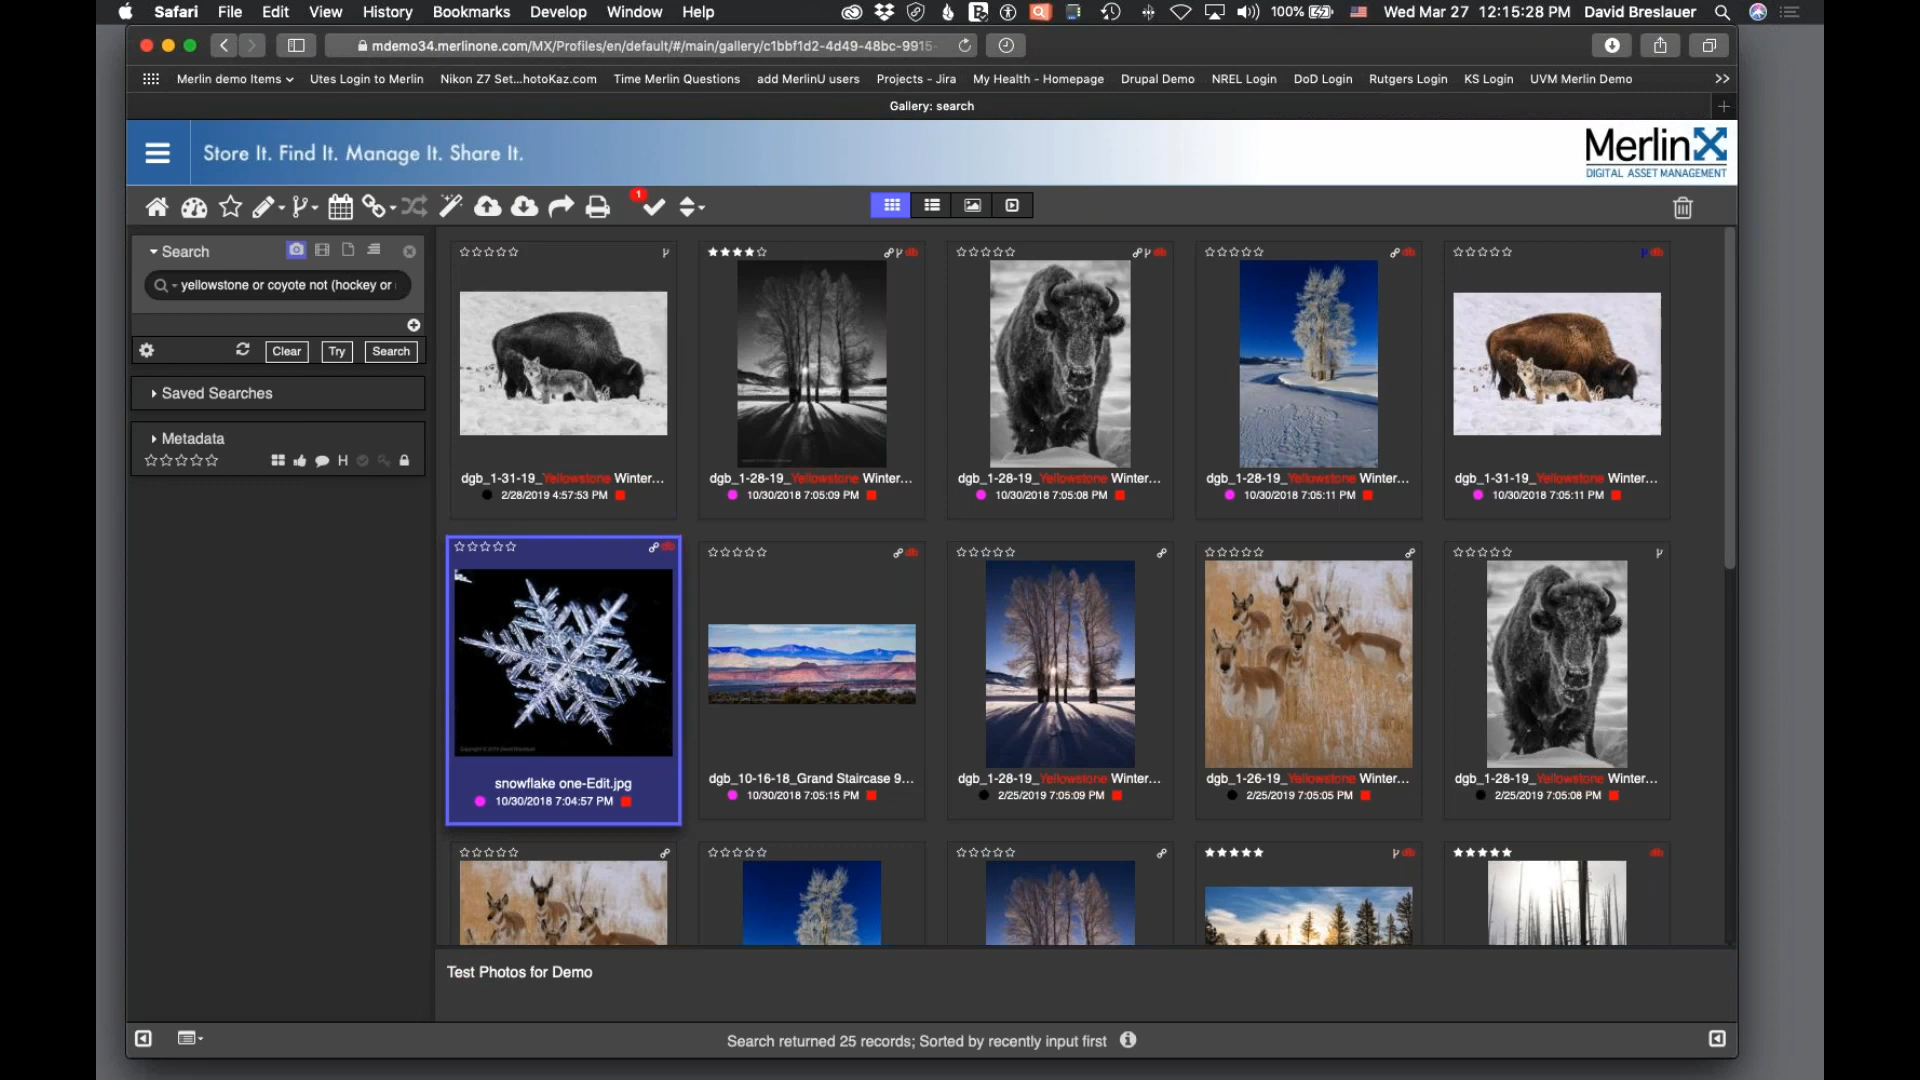 Safari File Edit View History Bookmarks Develop Window Help 100% Wed Mar 27 12:15:28 PM David Breslauer
mdemo34.merlinone.com/MX/Profiles/en/default/#/main/gallery/c1bbf1d2-4d49-48bc-9915-
Merlin demo Items Utes Login to Merlin Nikon Z7 Set...hotoKaz.com Time Merlin Questions add MerlinU users Projects - Jira My Health - Homepage Drupal Demo NREL Login DoD Login Rutgers Login KS Login UVM Merlin Demo
Gallery: search
Store It. Find It. Manage It. Share It.
MerlinX
DIGITAL ASSET MANAGEMENT
1
Search
yellowstone or coyote not (hockey or
Clear Try Search
Saved Searches
Metadata
H
dgb_1-31-19_Yellowstone Winter... dgb_1-28-19_Yellowstone Winter... dgb_1-28-19_Yellowstone Winter... dgb_1-28-19_Yellowstone Winter... dgb_1-31-19_Yellowstone Winter...
2/28/2019 4:57:53 PM 10/30/2018 7:05:09 PM 10/30/2018 7:05:08 PM 10/30/2018 7:05:11 PM 10/30/2018 7:05:11 PM
snowflake one-Edit.jpg dgb_10-16-18_Grand Staircase 9... dgb_1-28-19_Yellowstone Winter... dgb_1-26-19_Yellowstone Winter... dgb_1-28-19_Yellowstone Winter...
10/30/2018 7:04:57 PM 10/30/2018 7:05:15 PM 2/25/2019 7:05:09 PM 2/25/2019 7:05:05 PM 2/25/2019 7:05:08 PM
Test Photos for Demo
Search returned 25 records; Sorted by recently input first